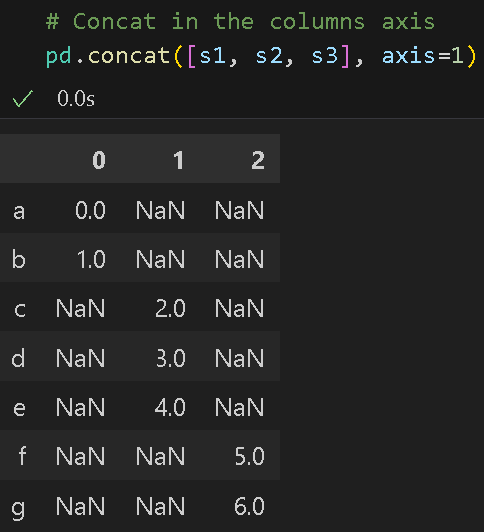 # Concat in the columns axis
pd.concat([s1, s2, s3], axis=1)
✓ 0.0s
0 1 2
a 0.0 NaN NaN
b 1.0 NaN NaN
c NaN 2.0 NaN
d NaN 3.0 NaN
e NaN 4.0 NaN
f NaN NaN 5.0
g NaN NaN 6.0